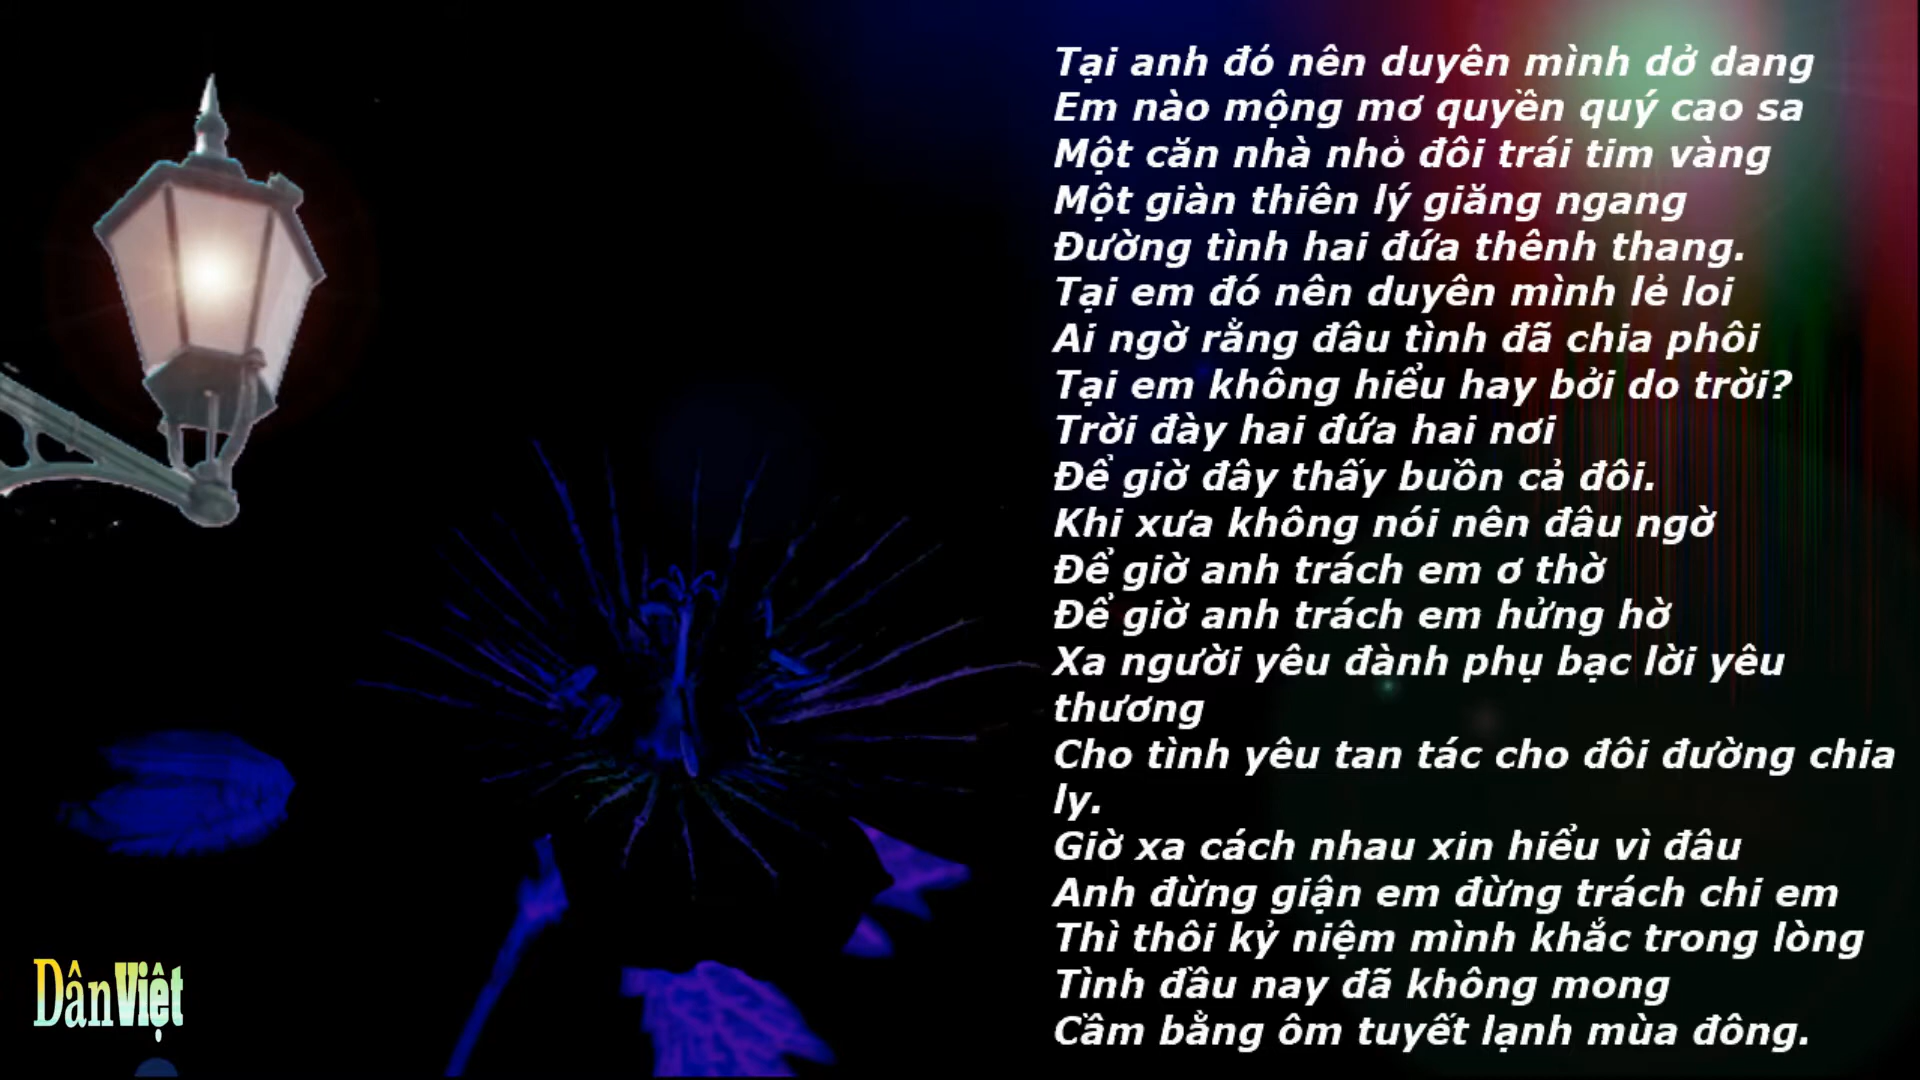 Tại anh đó nên duyên mình dở dang
Em nào mộng mơ quyền quý cao sa
Một căn nhà nhỏ đôi trái tim vàng
Một giàn thiên lý giăng ngang
Đường tình hai đứa thênh thang.
Tại em đó nên duyên mình lẻ loi
Ai ngờ rằng đâu tình đã chia phôi
Tại em không hiểu hay bởi do trời?
Trời đày hai đứa hai nơi
Để giờ đây thấy buồn cả đôi.
Khi xưa không nói nên đâu ngờ
Để giờ anh trách em ơ thờ
Để giờ anh trách em hửng hờ
Xa người yêu đành phụ bạc lời yêu
thương
Cho tình yêu tan tác cho đôi đường chia
ly.
Giờ xa cách nhau xin hiểu vì đâu
Anh đừng giận em đừng trách chi em
Thì thôi kỷ niệm mình khắc trong lòng
Tình đầu nay đã không mong
Cầm bằng ôm tuyết lạnh mùa đông.
Dân Việt